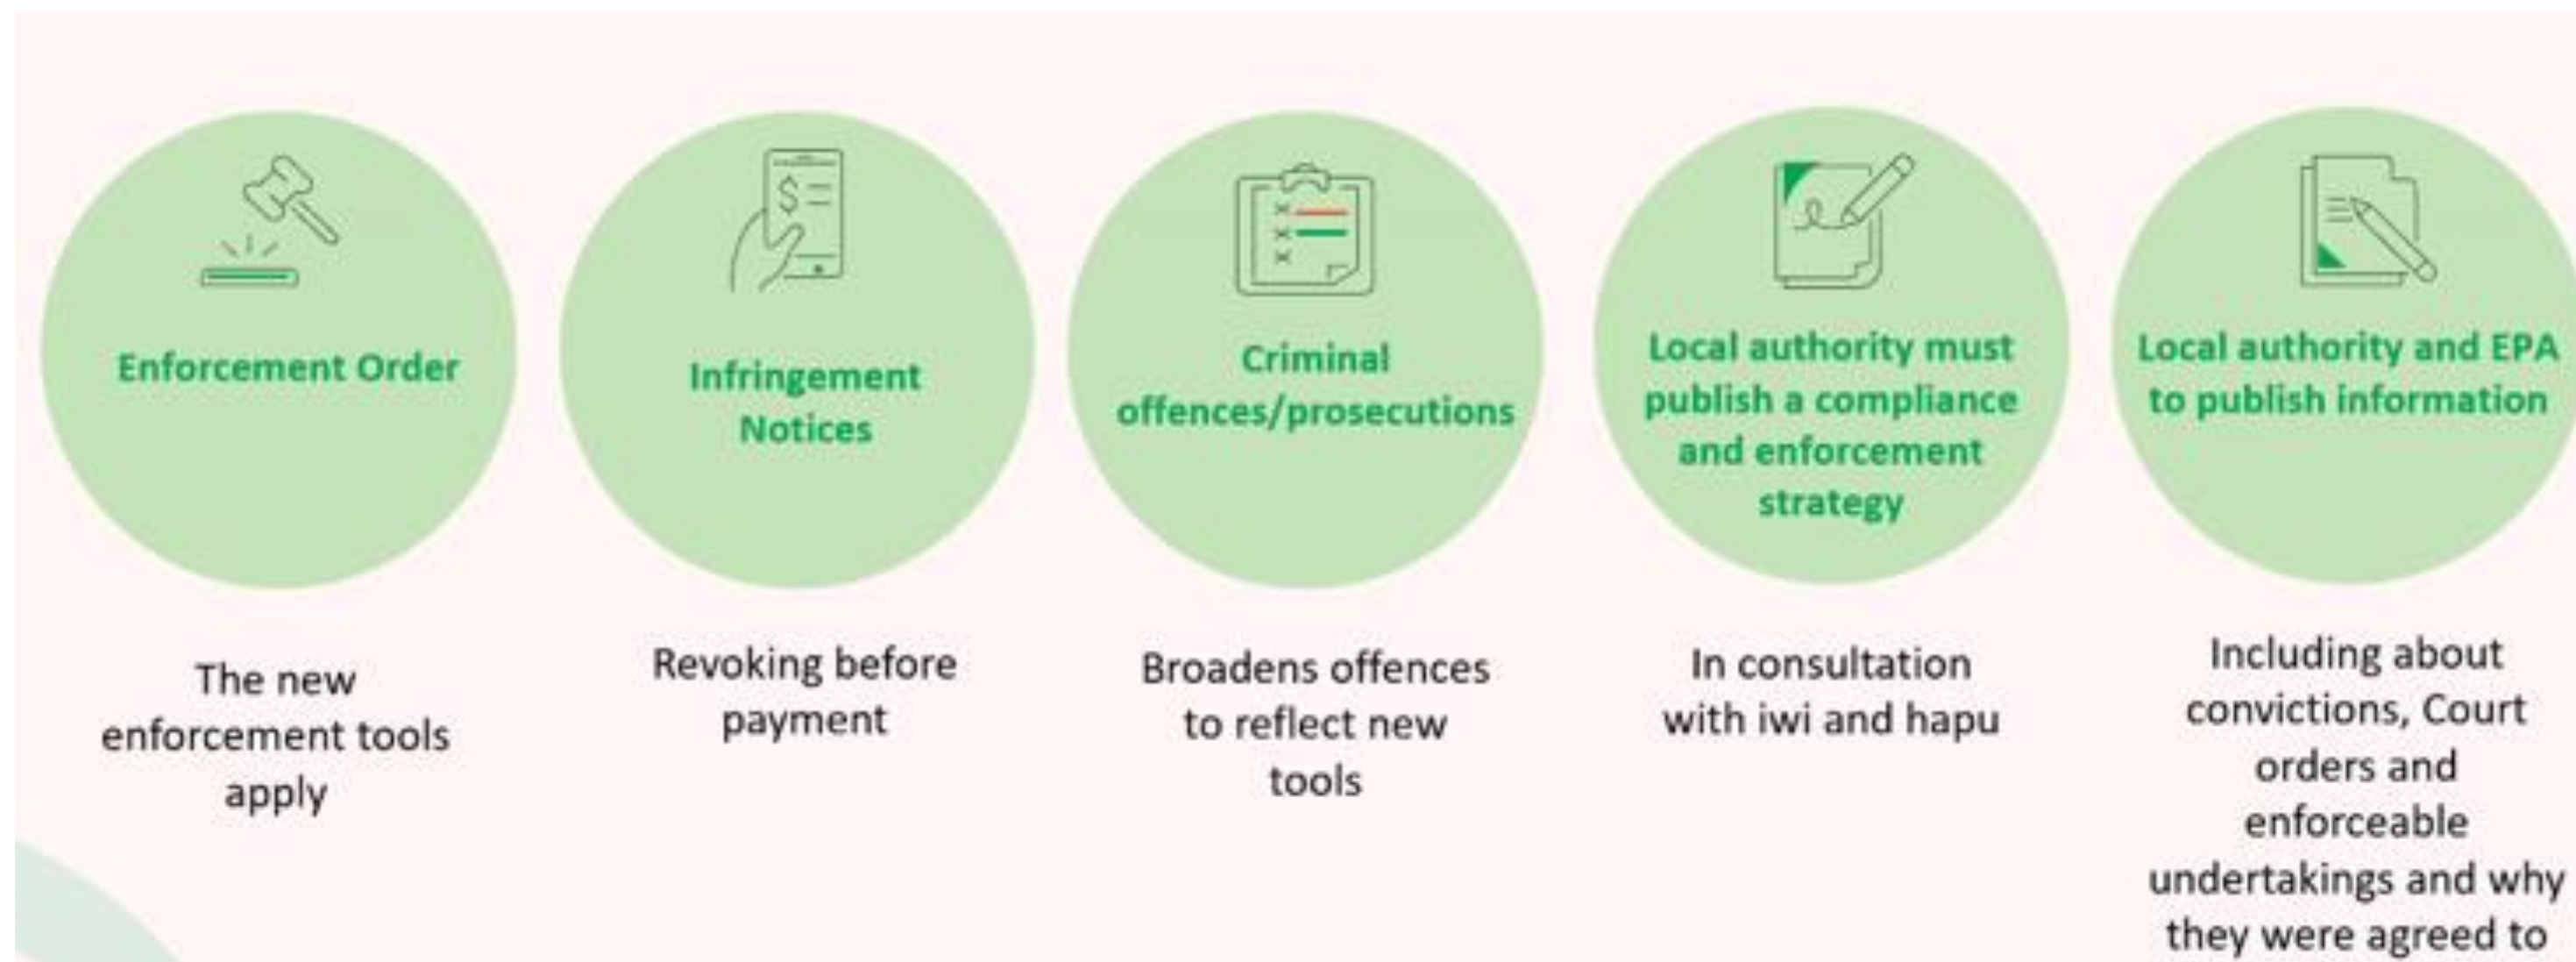 Enforcement Order
The new
enforcement tools
apply
$
Infringement
Notices
Revoking before
payment
Criminal
offences/prosecutions
Broadens offences
to reflect new
tools
Local authority must
publish a compliance
and enforcement
strategy
In consultation
with iwi and hapu
Local authority and EPA
to publish information
Including about
convictions, Court
orders and
enforceable
undertakings and why
they were agreed to